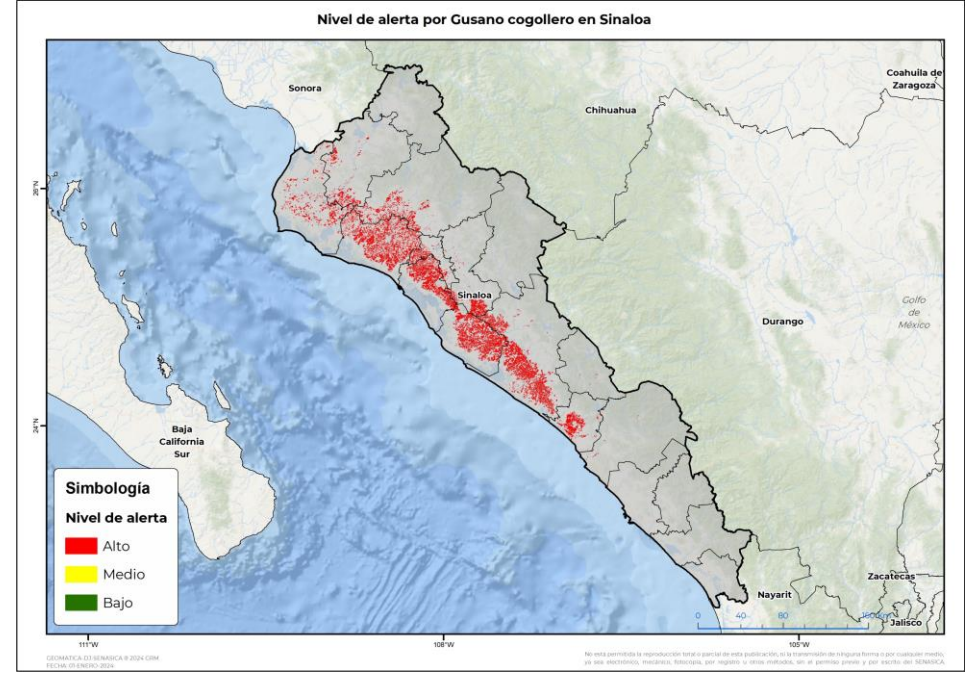 Nivel de alerta por Gusano cogollero en Sinaloa
Coahuila de
Zaragoza
Sonora
Chihuahua
26°N
Sinaloa
Golfo
de
México
Durango
24°N
Baja
California
Sur
Simbología
Nivel de alerta
Alto
Medio
Bajo
Zacatecas
Nayarit
0 40 80
Jalisco
111°W
108°W
105°W
GEOMATICA-DJ-SENASICA © 2024 GRM
FECHA: 01-ENERO-2024
No está permitida la reproducción total o parcial de esta publicación, ni la transmisión de ninguna forma o por cualquier medio,
ya sea electrónico, mecánico, fotocopia, por registro u otros métodos, sin el permiso previo y por escrito del SENASICA.